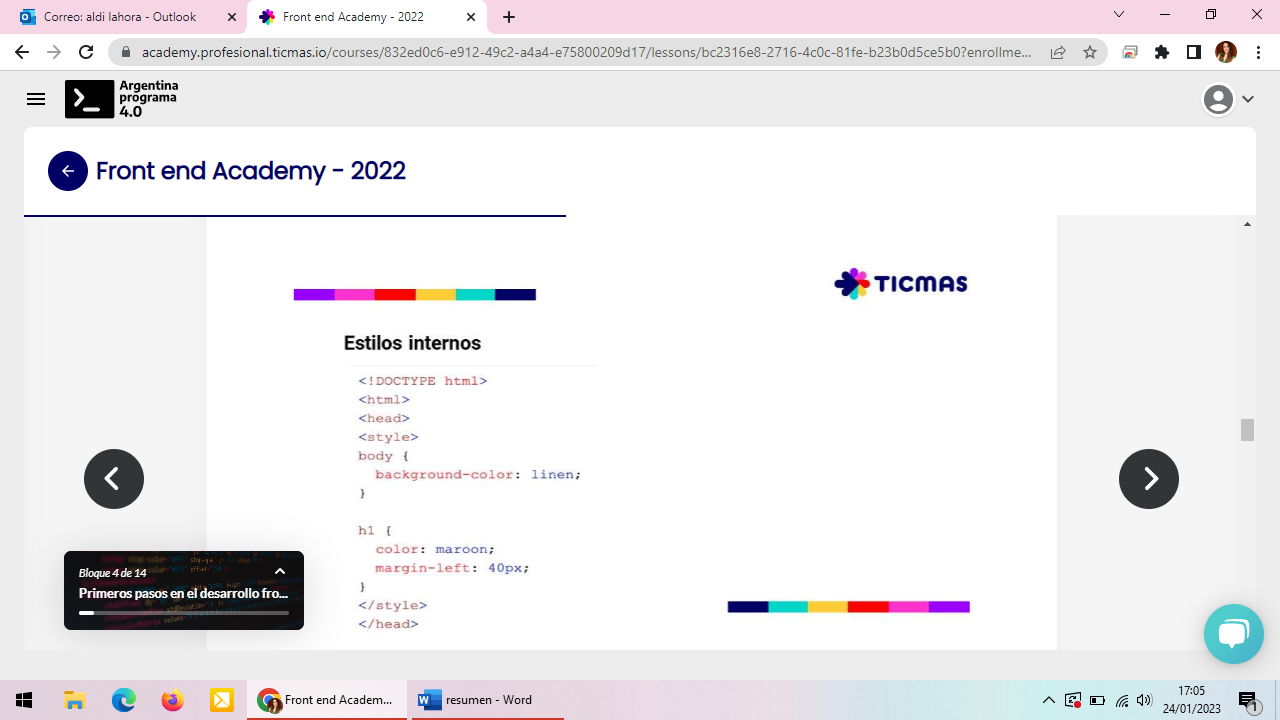 Correo: aldi lahora - Outlook
Front end Academy - 2022
academy.profesional.ticmas.io/courses/832ed0c6-e912-49c2-a4a4-e75800209d17/lessons/bc2316e8-2716-4c0c-81fe-b23b0d5ce5b0?enrollme...
Argentina
programa
4.0
Front end Academy - 2022
TICMAS
Estilos internos
<!DOCTYPE html>
<html>
<head>
<style>
body {
background-color: linen;
}
h1 {
color: maroon;
margin-left: 40px;
}
</style>
</head>
Bloque 4 de 14
Primeros pasos en el desarrollo fro...
Front end Academ...
resumen - Word
17:05
24/01/2023
1